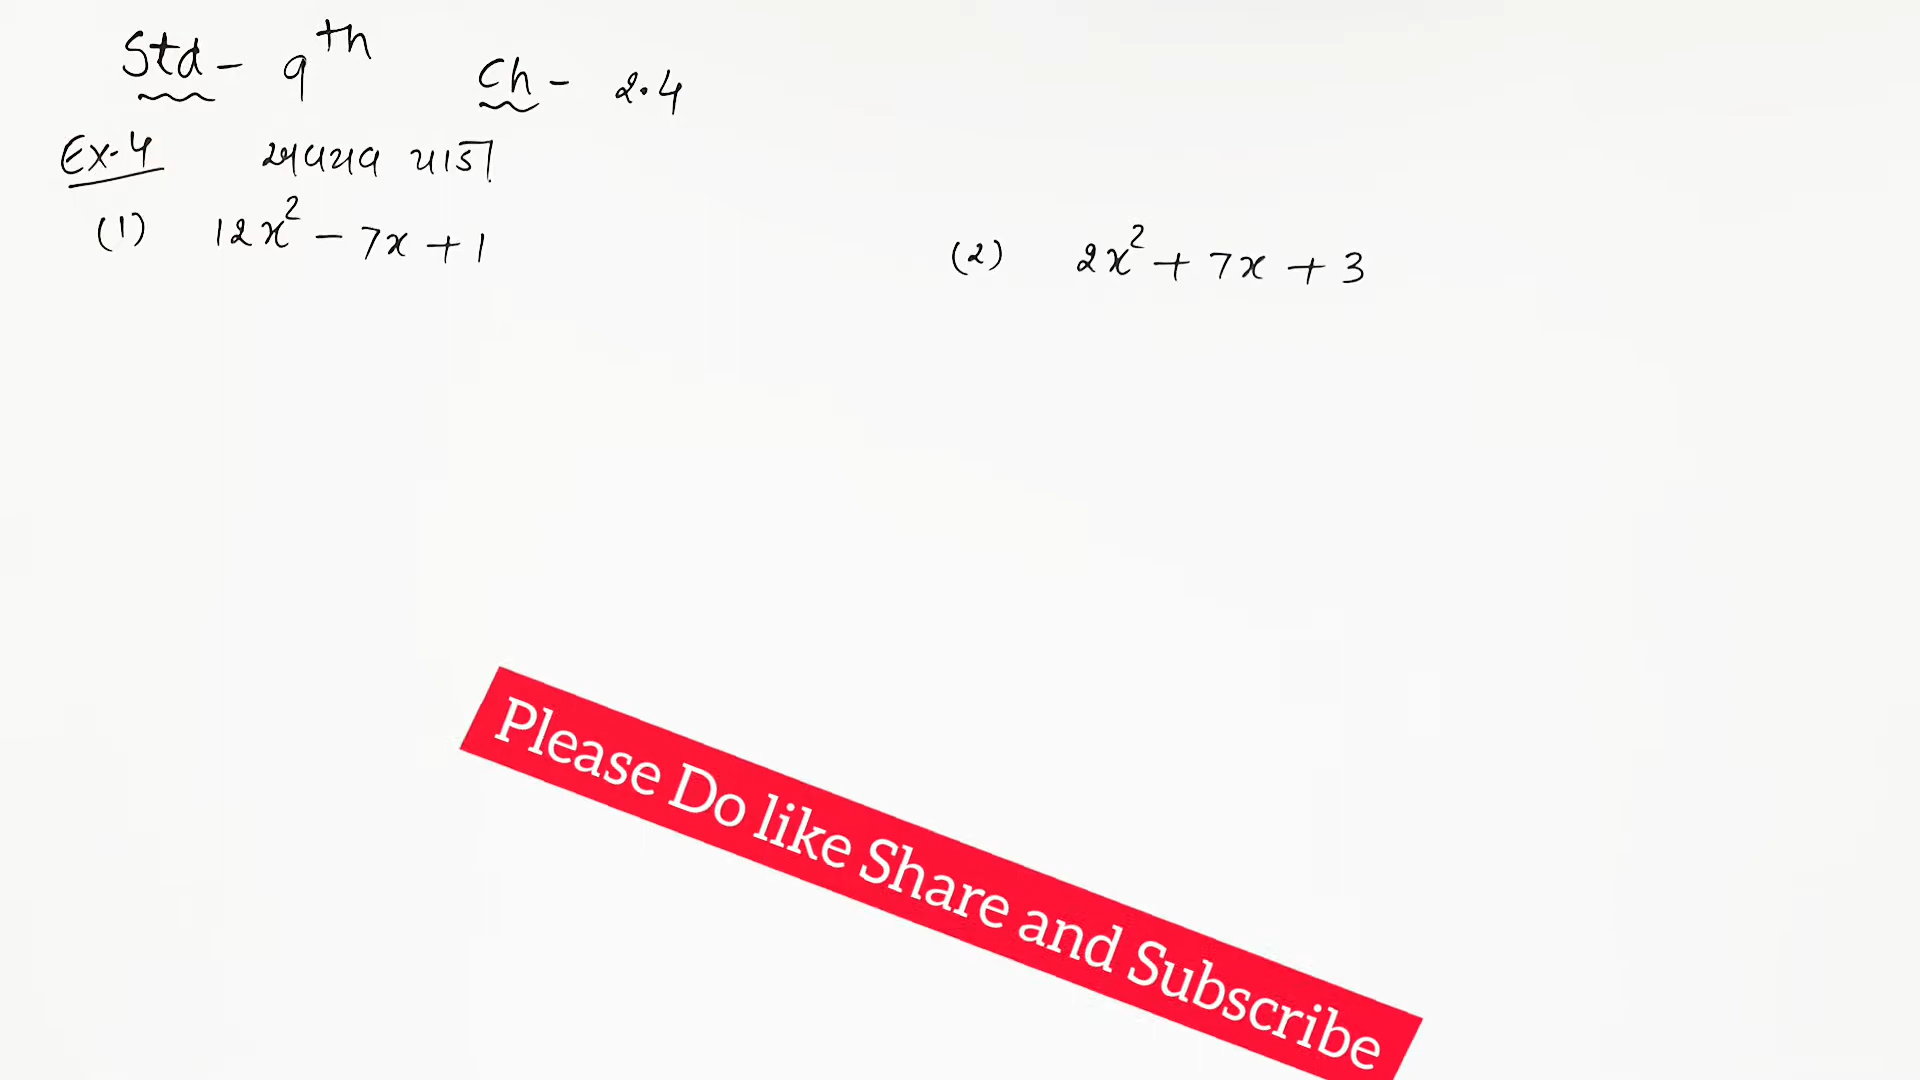 Std - 9th Ch - 2.4
Ex-4 અવયવ પાડો
(1) 12x² - 7x + 1
(2) 2x² + 7x + 3
Please Do like Share and Subscribe